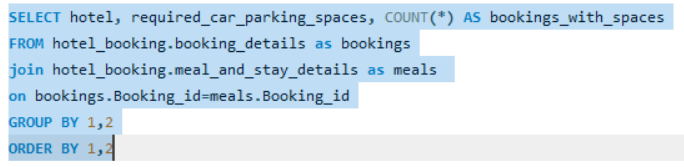 SELECT hotel, required_car_parking_spaces, COUNT(*) AS bookings_with_spaces
FROM hotel_booking.booking_details as bookings
join hotel_booking.meal_and_stay_details as meals
on bookings.Booking_id=meals.Booking_id
GROUP BY 1,2
ORDER BY 1,2